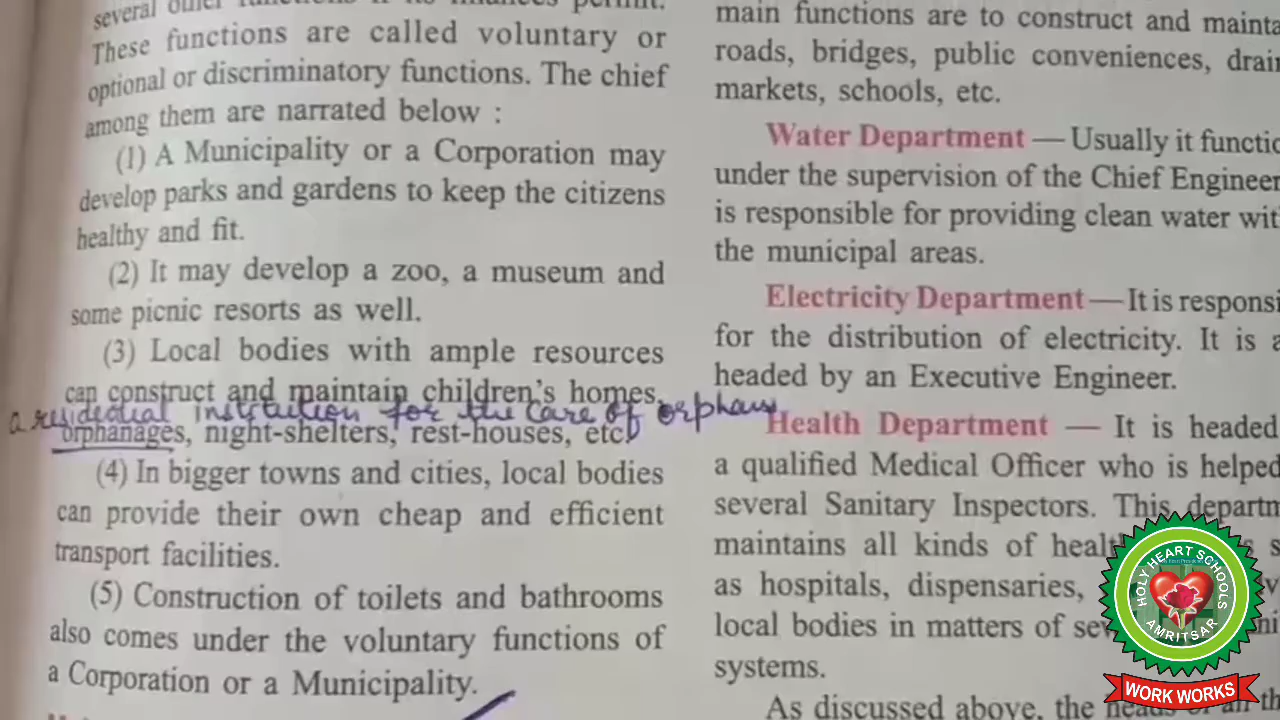 several other functions if its finances permit.
These functions are called voluntary or
optional or discriminatory functions. The chief
among them are narrated below :
(1) A Municipality or a Corporation may
develop parks and gardens to keep the citizens
healthy and fit.
(2) It may develop a zoo, a museum and
some picnic resorts as well.
(3) Local bodies with ample resources
can construct and maintain children's homes,
a residedial institution for the care of orphans
orphanages, night-shelters, rest-houses, etc.
(4) In bigger towns and cities, local bodies
can provide their own cheap and efficient
transport facilities.
(5) Construction of toilets and bathrooms
also comes under the voluntary functions of
a Corporation or a Municipality.
main functions are to construct and mainta
roads, bridges, public conveniences, drai
markets, schools, etc.
Water Department — Usually it functio
under the supervision of the Chief Engineer
is responsible for providing clean water wit
the municipal areas.
Electricity Department — It is responsi
for the distribution of electricity. It is a
headed by an Executive Engineer.
Health Department — It is headed
a qualified Medical Officer who is helped
several Sanitary Inspectors. This departm
maintains all kinds of healt
as hospitals, dispensaries,
local bodies in matters of se
systems.
As discussed above, the heads of all th
HOLY HEART SCHOOLS
AMRITSAR
WORK WORKS